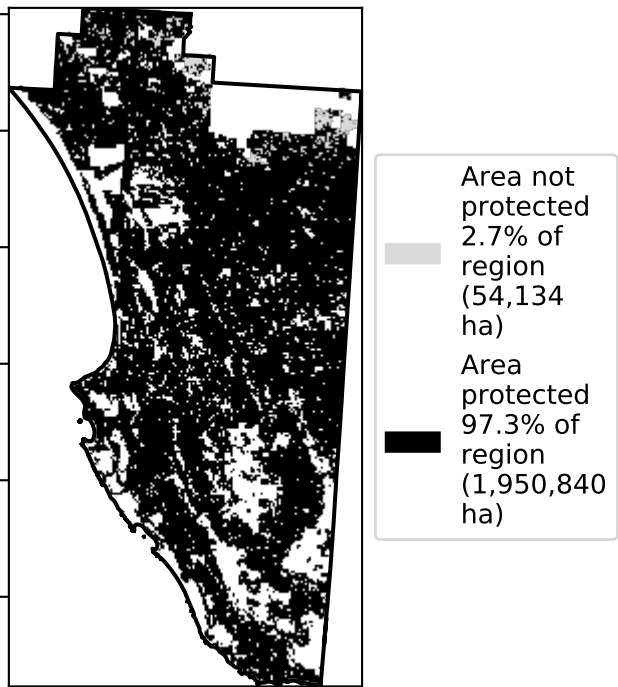 Area not
protected
2.7% of
region
(54,134
ha)
Area
protected
97.3% of
region
(1,950,840
ha)